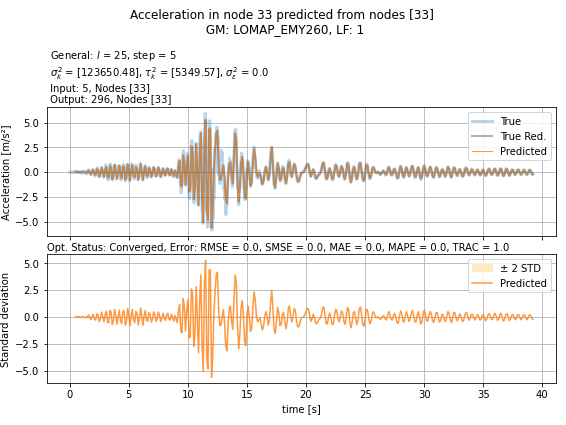 Acceleration in node 33 predicted from nodes [33]
GM: LOMAP_EMY260, LF: 1
General: l = 25, step = 5
σ²ₖ = [123650.48], τ²ₖ = [5349.57], σ²ε = 0.0
Input: 5, Nodes [33]
Output: 296, Nodes [33]
Acceleration [m/s²]
5.0
2.5
0.0
−2.5
−5.0
True
True Red.
Predicted
Opt. Status: Converged, Error: RMSE = 0.0, SMSE = 0.0, MAE = 0.0, MAPE = 0.0, TRAC = 1.0
Standard deviation
5.0
2.5
0.0
−2.5
−5.0
± 2 STD
Predicted
0 5 10 15 20 25 30 35 40
time [s]